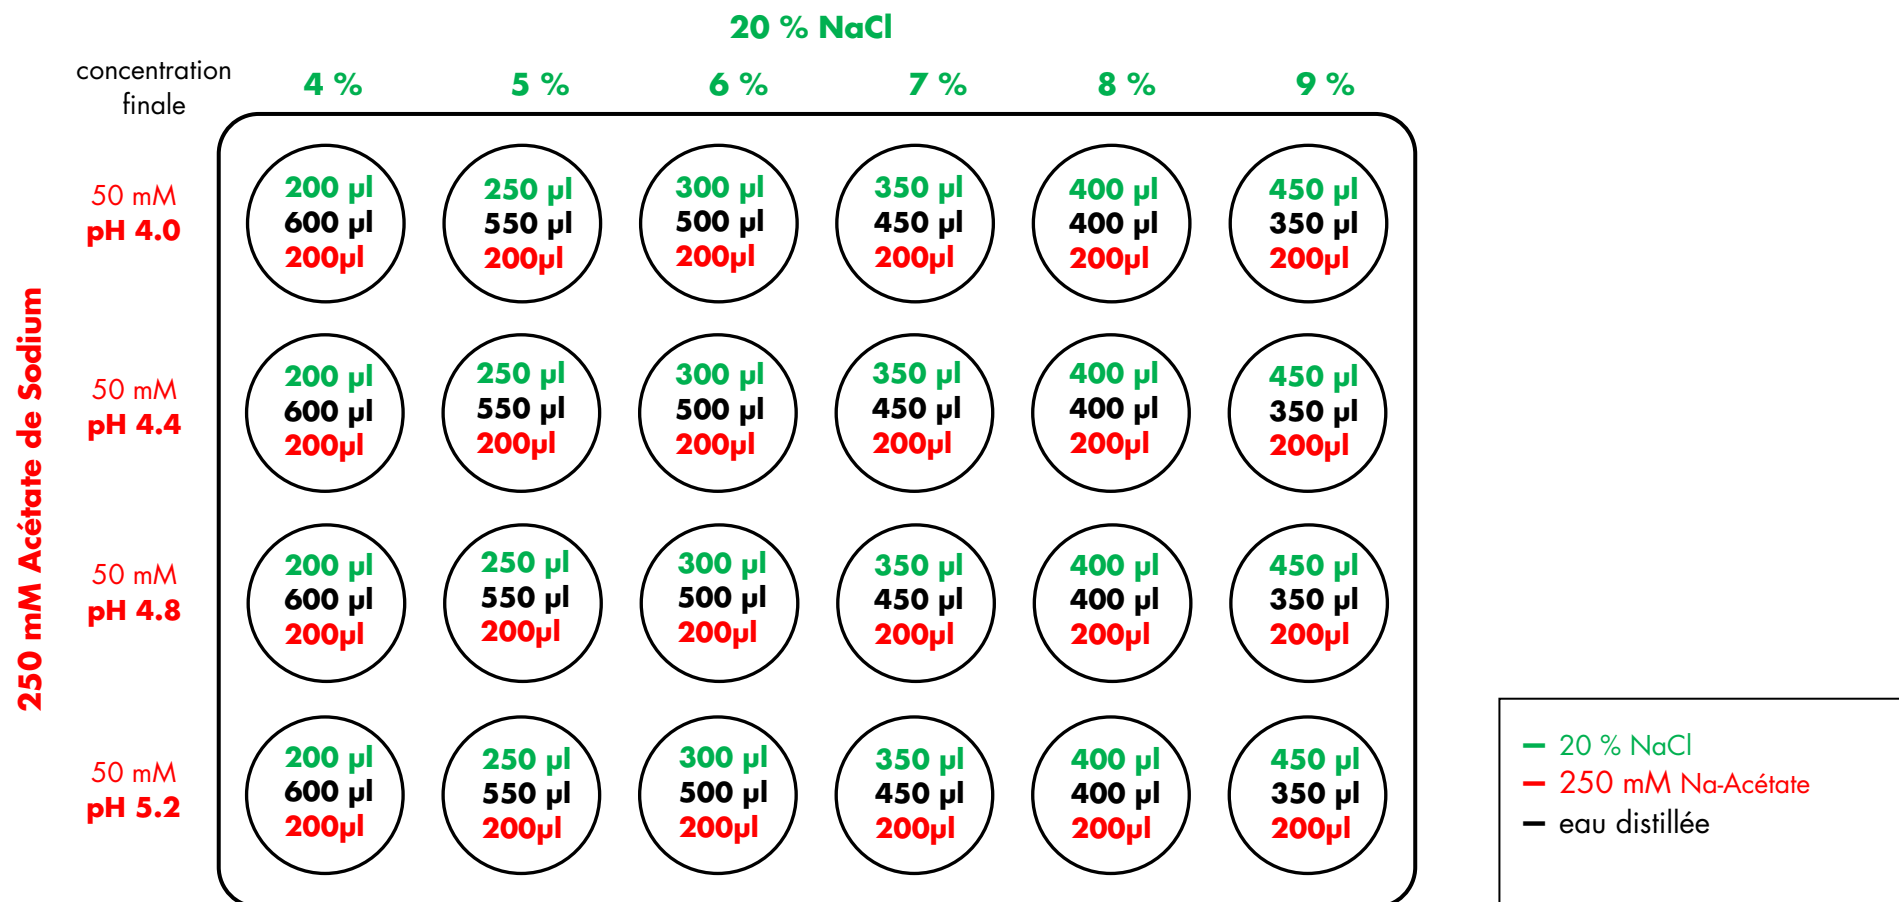 20 % NaCl
concentration
finale
4 % 5 % 6 % 7 % 8 % 9 %
250 mM Acétate de Sodium
50 mM
pH 4.0
200 µl 250 µl 300 µl 350 µl 400 µl 450 µl
600 µl 550 µl 500 µl 450 µl 400 µl 350 µl
200µl 200µl 200µl 200µl 200µl 200µl
50 mM
pH 4.4
200 µl 250 µl 300 µl 350 µl 400 µl 450 µl
600 µl 550 µl 500 µl 450 µl 400 µl 350 µl
200µl 200µl 200µl 200µl 200µl 200µl
50 mM
pH 4.8
200 µl 250 µl 300 µl 350 µl 400 µl 450 µl
600 µl 550 µl 500 µl 450 µl 400 µl 350 µl
200µl 200µl 200µl 200µl 200µl 200µl
50 mM
pH 5.2
200 µl 250 µl 300 µl 350 µl 400 µl 450 µl
600 µl 550 µl 500 µl 450 µl 400 µl 350 µl
200µl 200µl 200µl 200µl 200µl 200µl
20 % NaCl
250 mM Na-Acétate
eau distillée